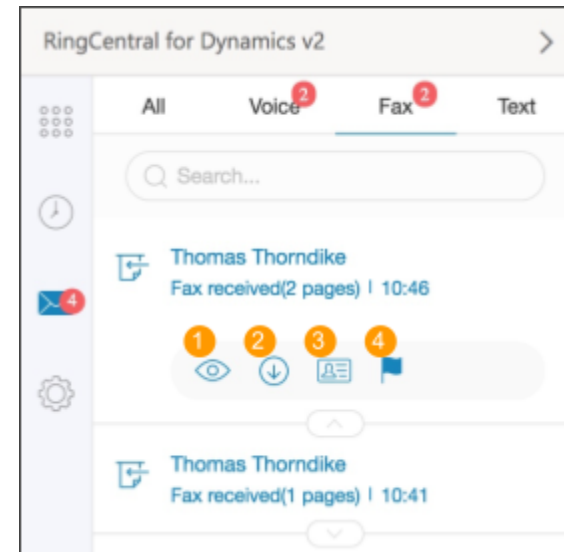 RingCentral for Dynamics v2
All Voice 2 Fax 2 Text
Search...
Thomas Thorndike
Fax received(2 pages) | 10:46
4
1 2 3 4
Thomas Thorndike
Fax received(1 pages) | 10:41